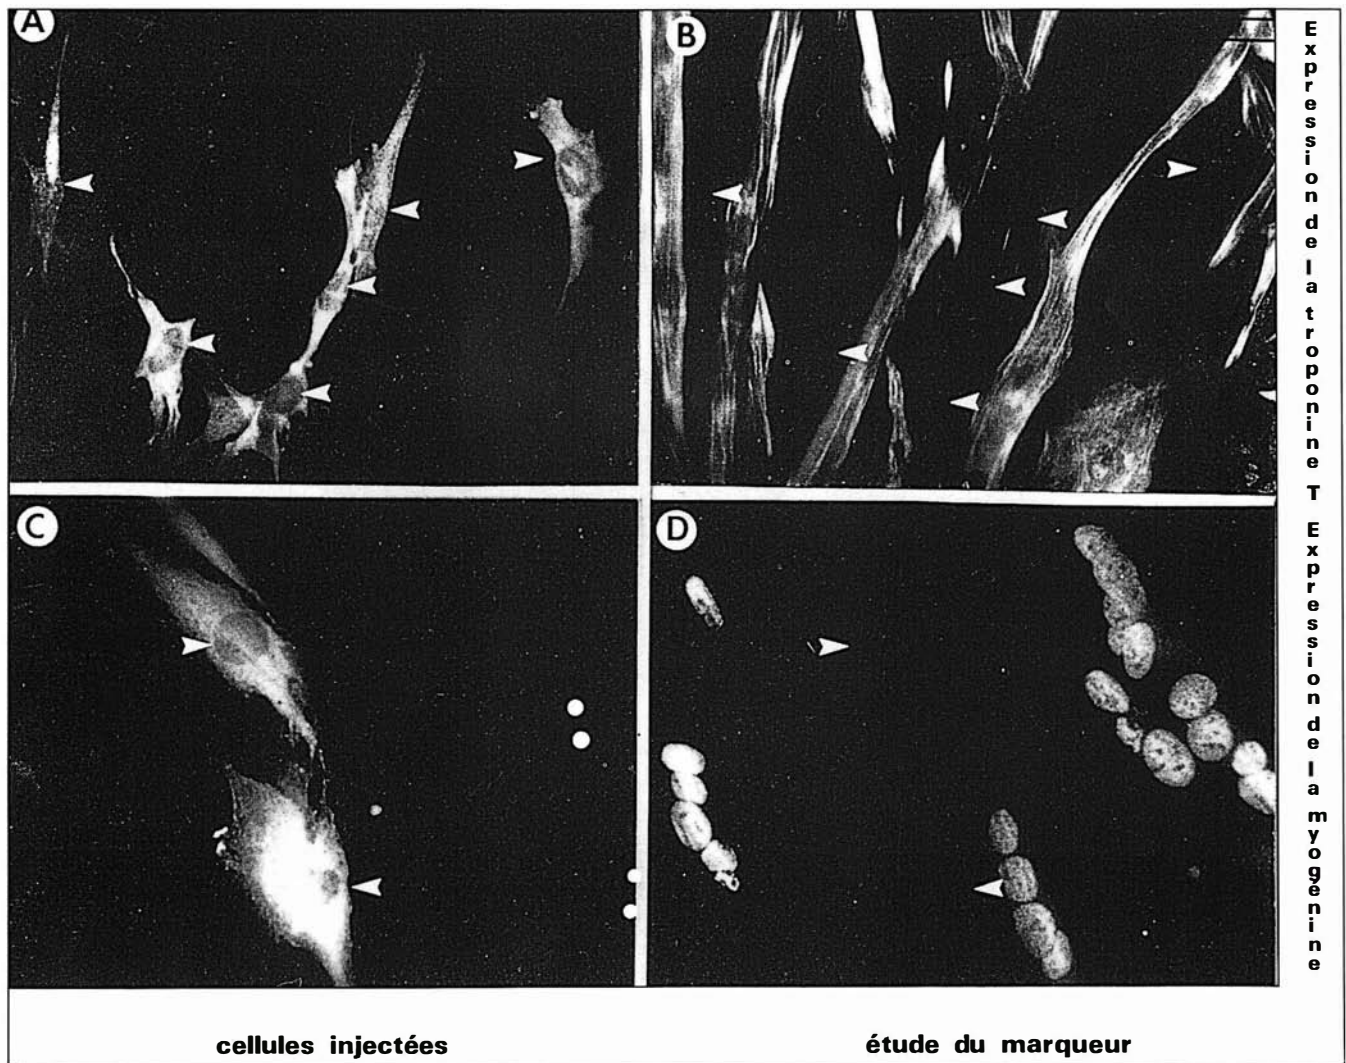 A
B
Expression de la troponine T
C
D
Expression de la myogénine
cellules injectées
étude du marqueur